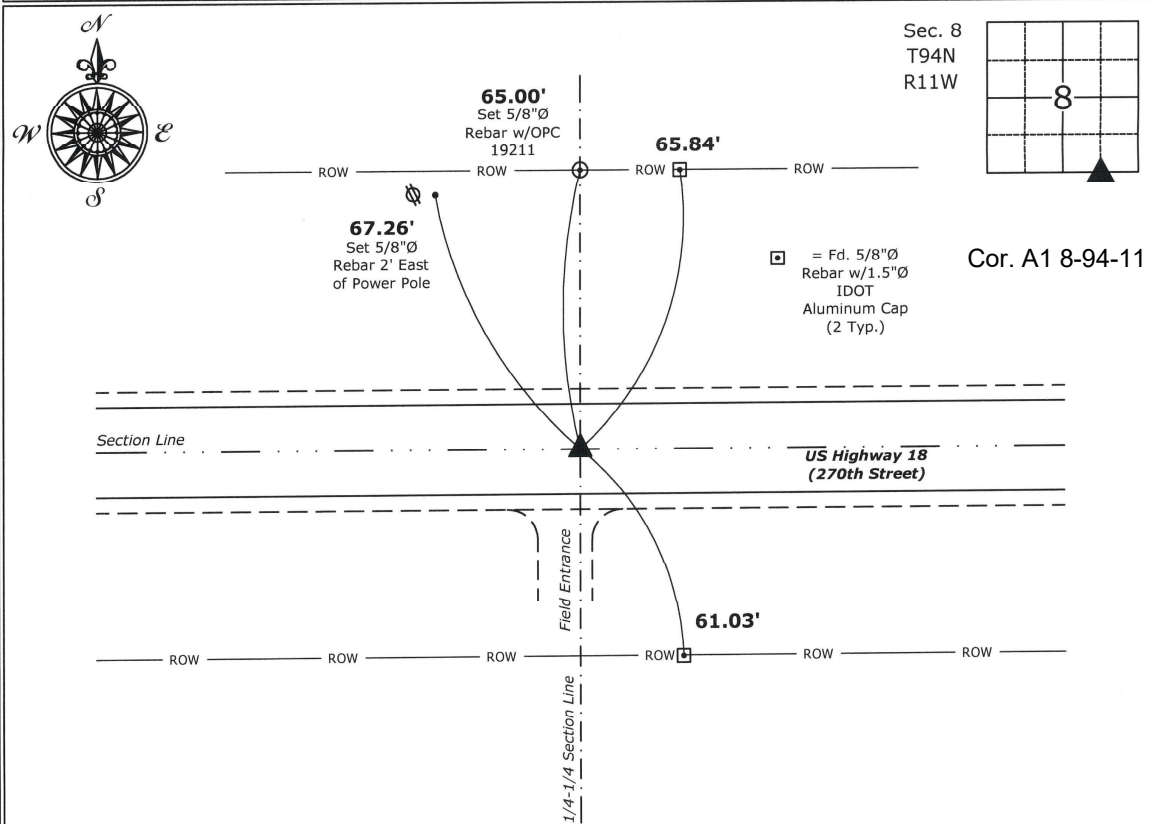 N
W
E
S
Sec. 8
T94N
R11W
8
65.00'
Set 5/8"Ø
Rebar w/OPC
19211
65.84'
ROW ROW ROW ROW
67.26'
Set 5/8"Ø
Rebar 2' East
of Power Pole
= Fd. 5/8"Ø
Rebar w/1.5"Ø
IDOT
Aluminum Cap
(2 Typ.)
Cor. A1 8-94-11
Section Line
US Highway 18
(270th Street)
Field Entrance
61.03'
ROW ROW ROW ROW ROW ROW
1/4-1/4 Section Line